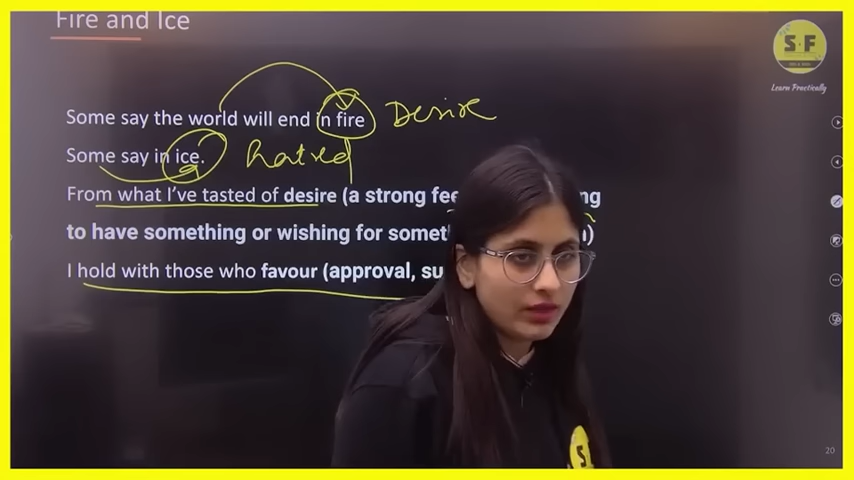 Fire and Ice
S F
Learn Practically
Some say the world will end in fire Desire
Some say in ice. hatred
From what I've tasted of desire (a strong fee ng
to have something or wishing for somet )
I hold with those who favour (approval, su
S
20